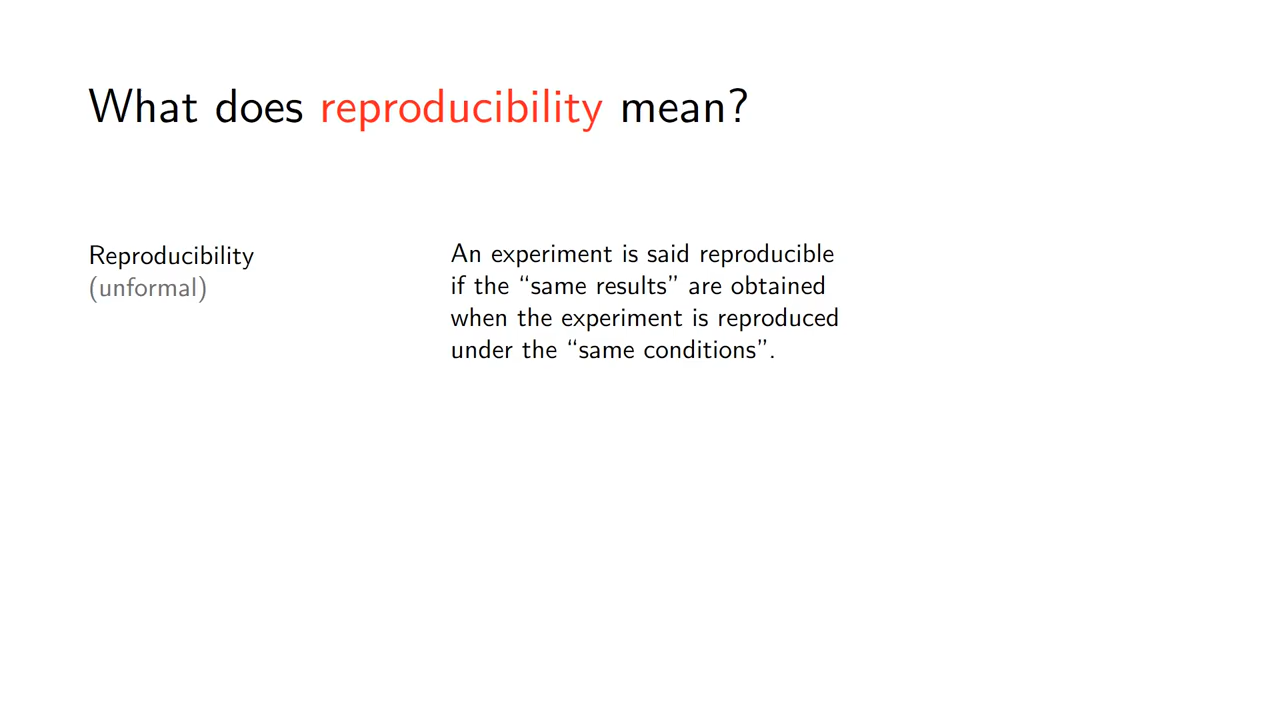 What does reproducibility mean?
Reproducibility
(unformal)
An experiment is said reproducible
if the “same results” are obtained
when the experiment is reproduced
under the “same conditions”.